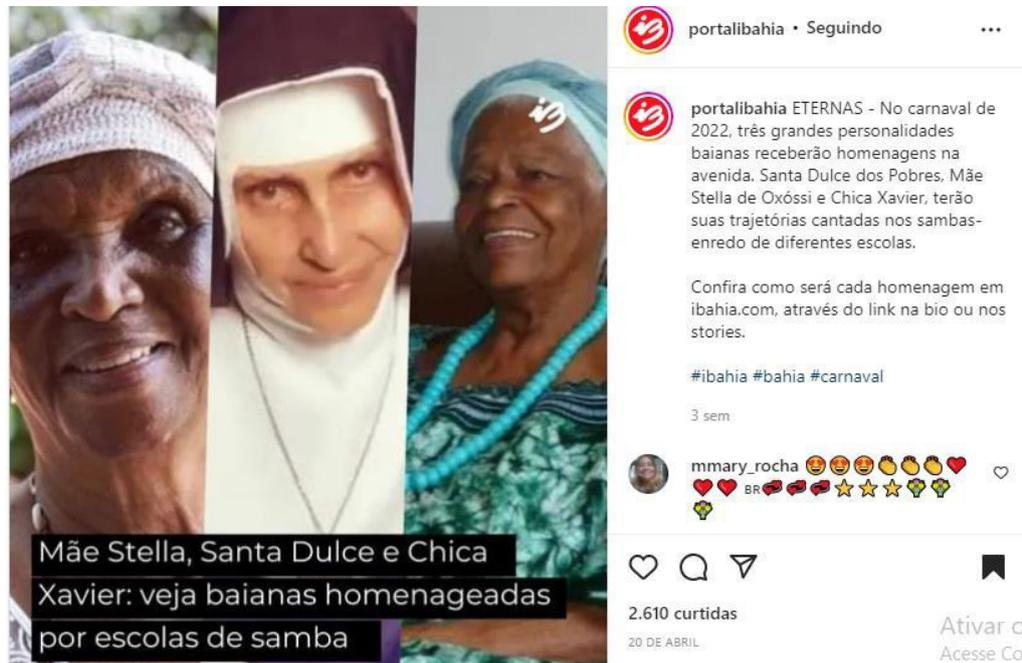 Mãe Stella, Santa Dulce e Chica
Xavier: veja baianas homenageadas
por escolas de samba
portalibahia • Seguindo
portalibahia ETERNAS - No carnaval de
2022, três grandes personalidades
baianas receberão homenagens na
avenida. Santa Dulce dos Pobres, Mãe
Stella de Oxóssi e Chica Xavier, terão
suas trajetórias cantadas nos sambas-
enredo de diferentes escolas.
Confira como será cada homenagem em
ibahia.com, através do link na bio ou nos
stories.
#ibahia #bahia #carnaval
3 sem
mmary_rocha 😍😍😍👏👏👏❤️
❤️❤️ BR💋💋💋⭐⭐⭐💐💐
💐
2.610 curtidas
20 DE ABRIL
Ativar
Acesse Co